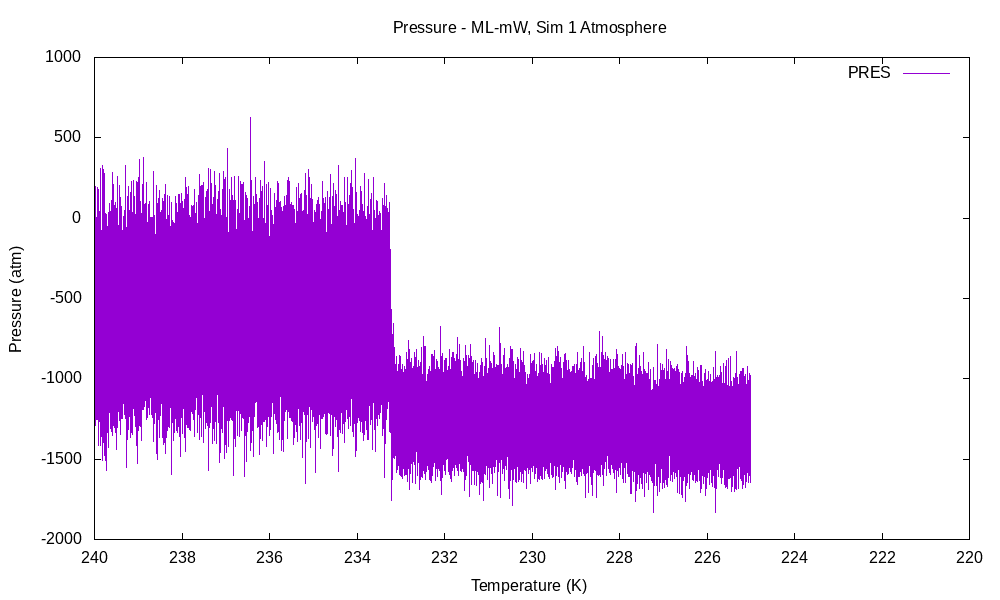 Pressure - ML-mW, Sim 1 Atmosphere
1000
PRES
500
0
-500
Pressure (atm)
-1000
-1500
-2000
240 238 236 234 232 230 228 226 224 222 220
Temperature (K)